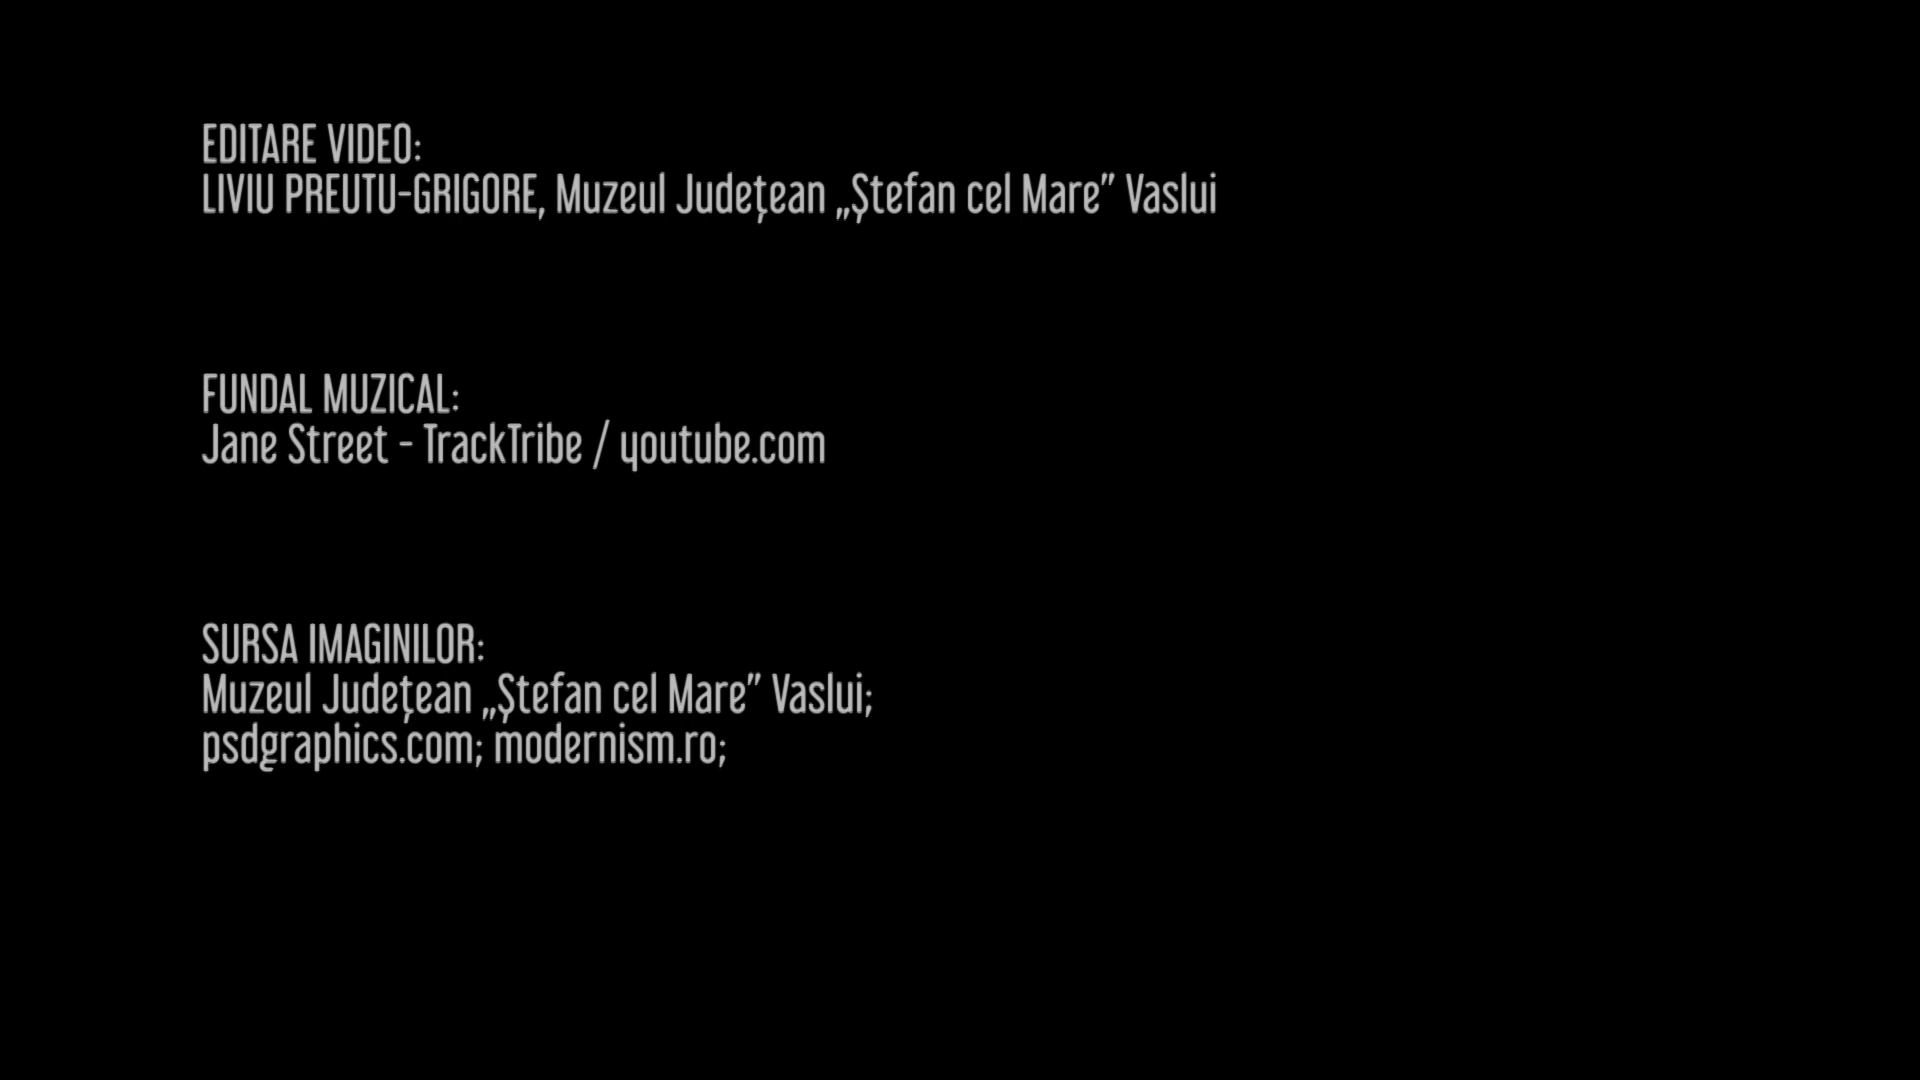 EDITARE VIDEO:
LIVIU PREUTU-GRIGORE, Muzeul Județean „Ștefan cel Mare” Vaslui
FUNDAL MUZICAL:
Jane Street - TrackTribe / youtube.com
SURSA IMAGINILOR:
Muzeul Județean „Ștefan cel Mare” Vaslui;
psdgraphics.com; modernism.ro;